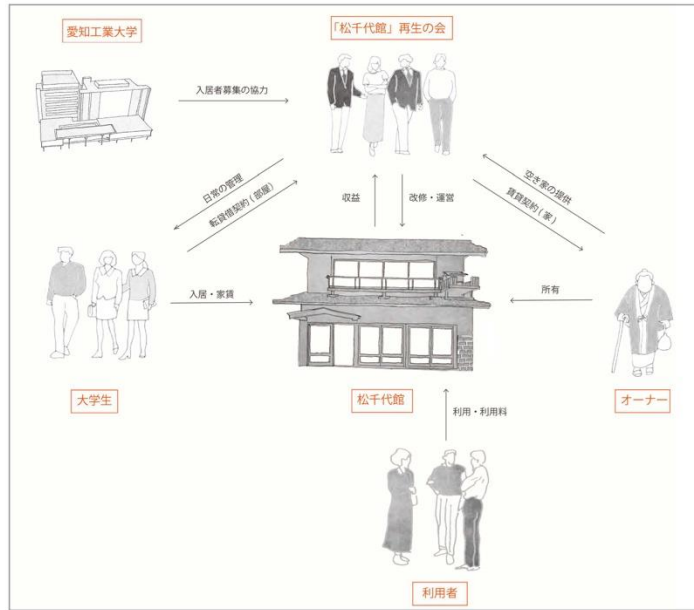 愛知工業大学
「松千代館」再生の会
入居者募集の協力
日常の管理
転貸借契約(部屋)
収益
改修・運営
空き家の提供
賃貸契約(家)
入居・家賃
所有
大学生
松千代館
オーナー
利用・利用料
利用者